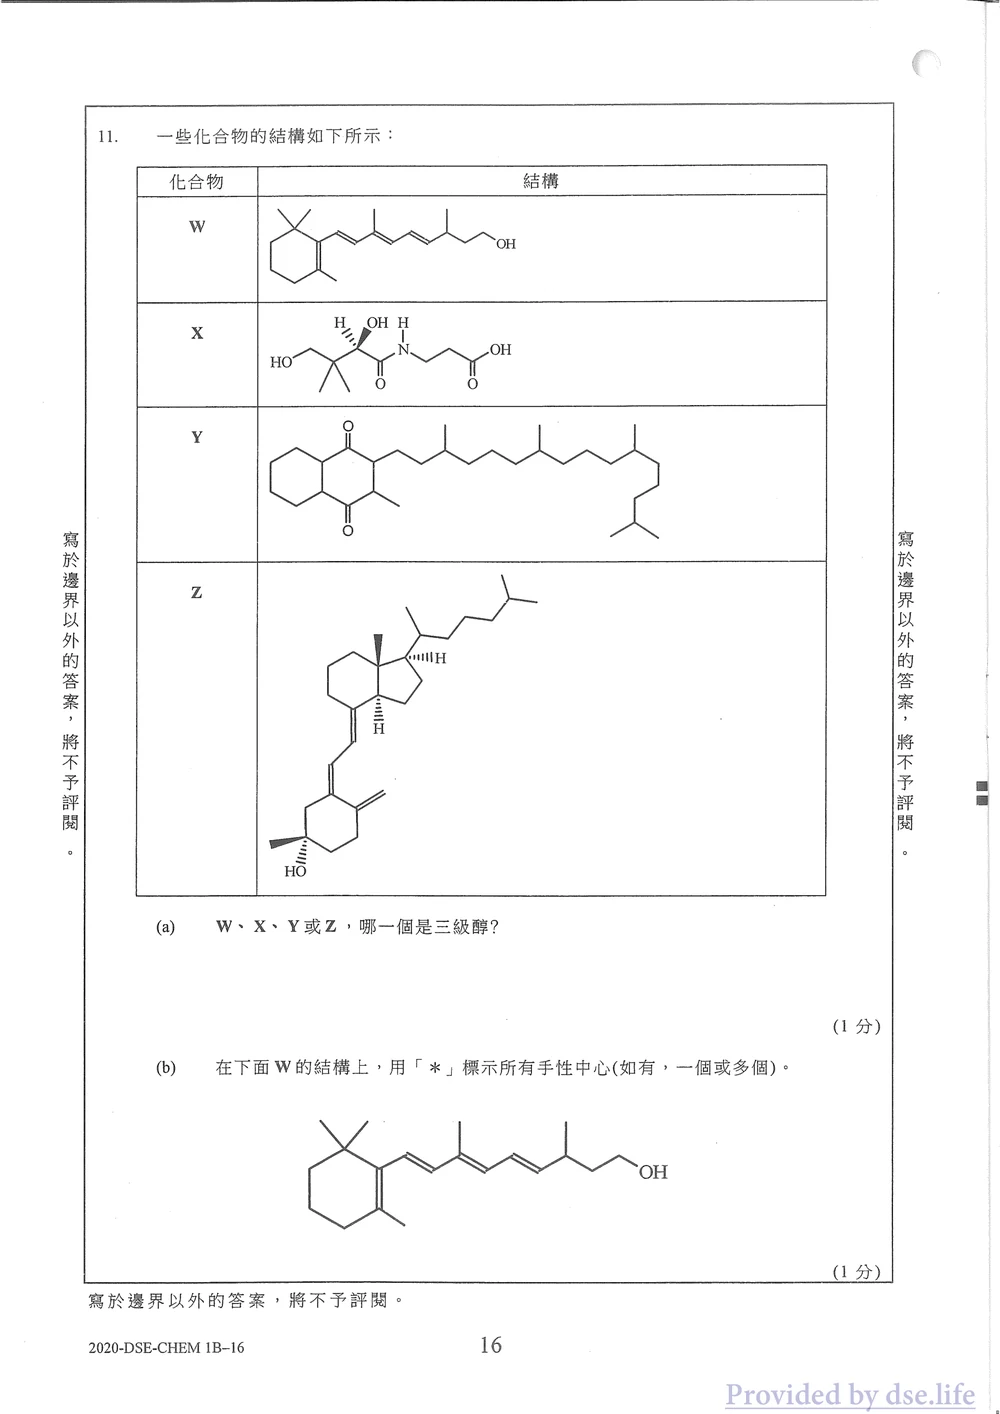 11. 一些化合物的結構如下所示：
化合物 結構
W
OH
X
H OH H
HO N OH
O O
Y
O
O
Z
H
H
HO
(a) W、X、Y或Z，哪一個是三級醇?
(1 分)
(b) 在下面W的結構上，用「＊」標示所有手性中心(如有，一個或多個)。
OH
(1 分)
寫於邊界以外的答案，將不予評閱。
寫於邊界以外的答案，將不予評閱。
寫於邊界以外的答案，將不予評閱。
2020-DSE-CHEM 1B–16
16
Provided by dse.life